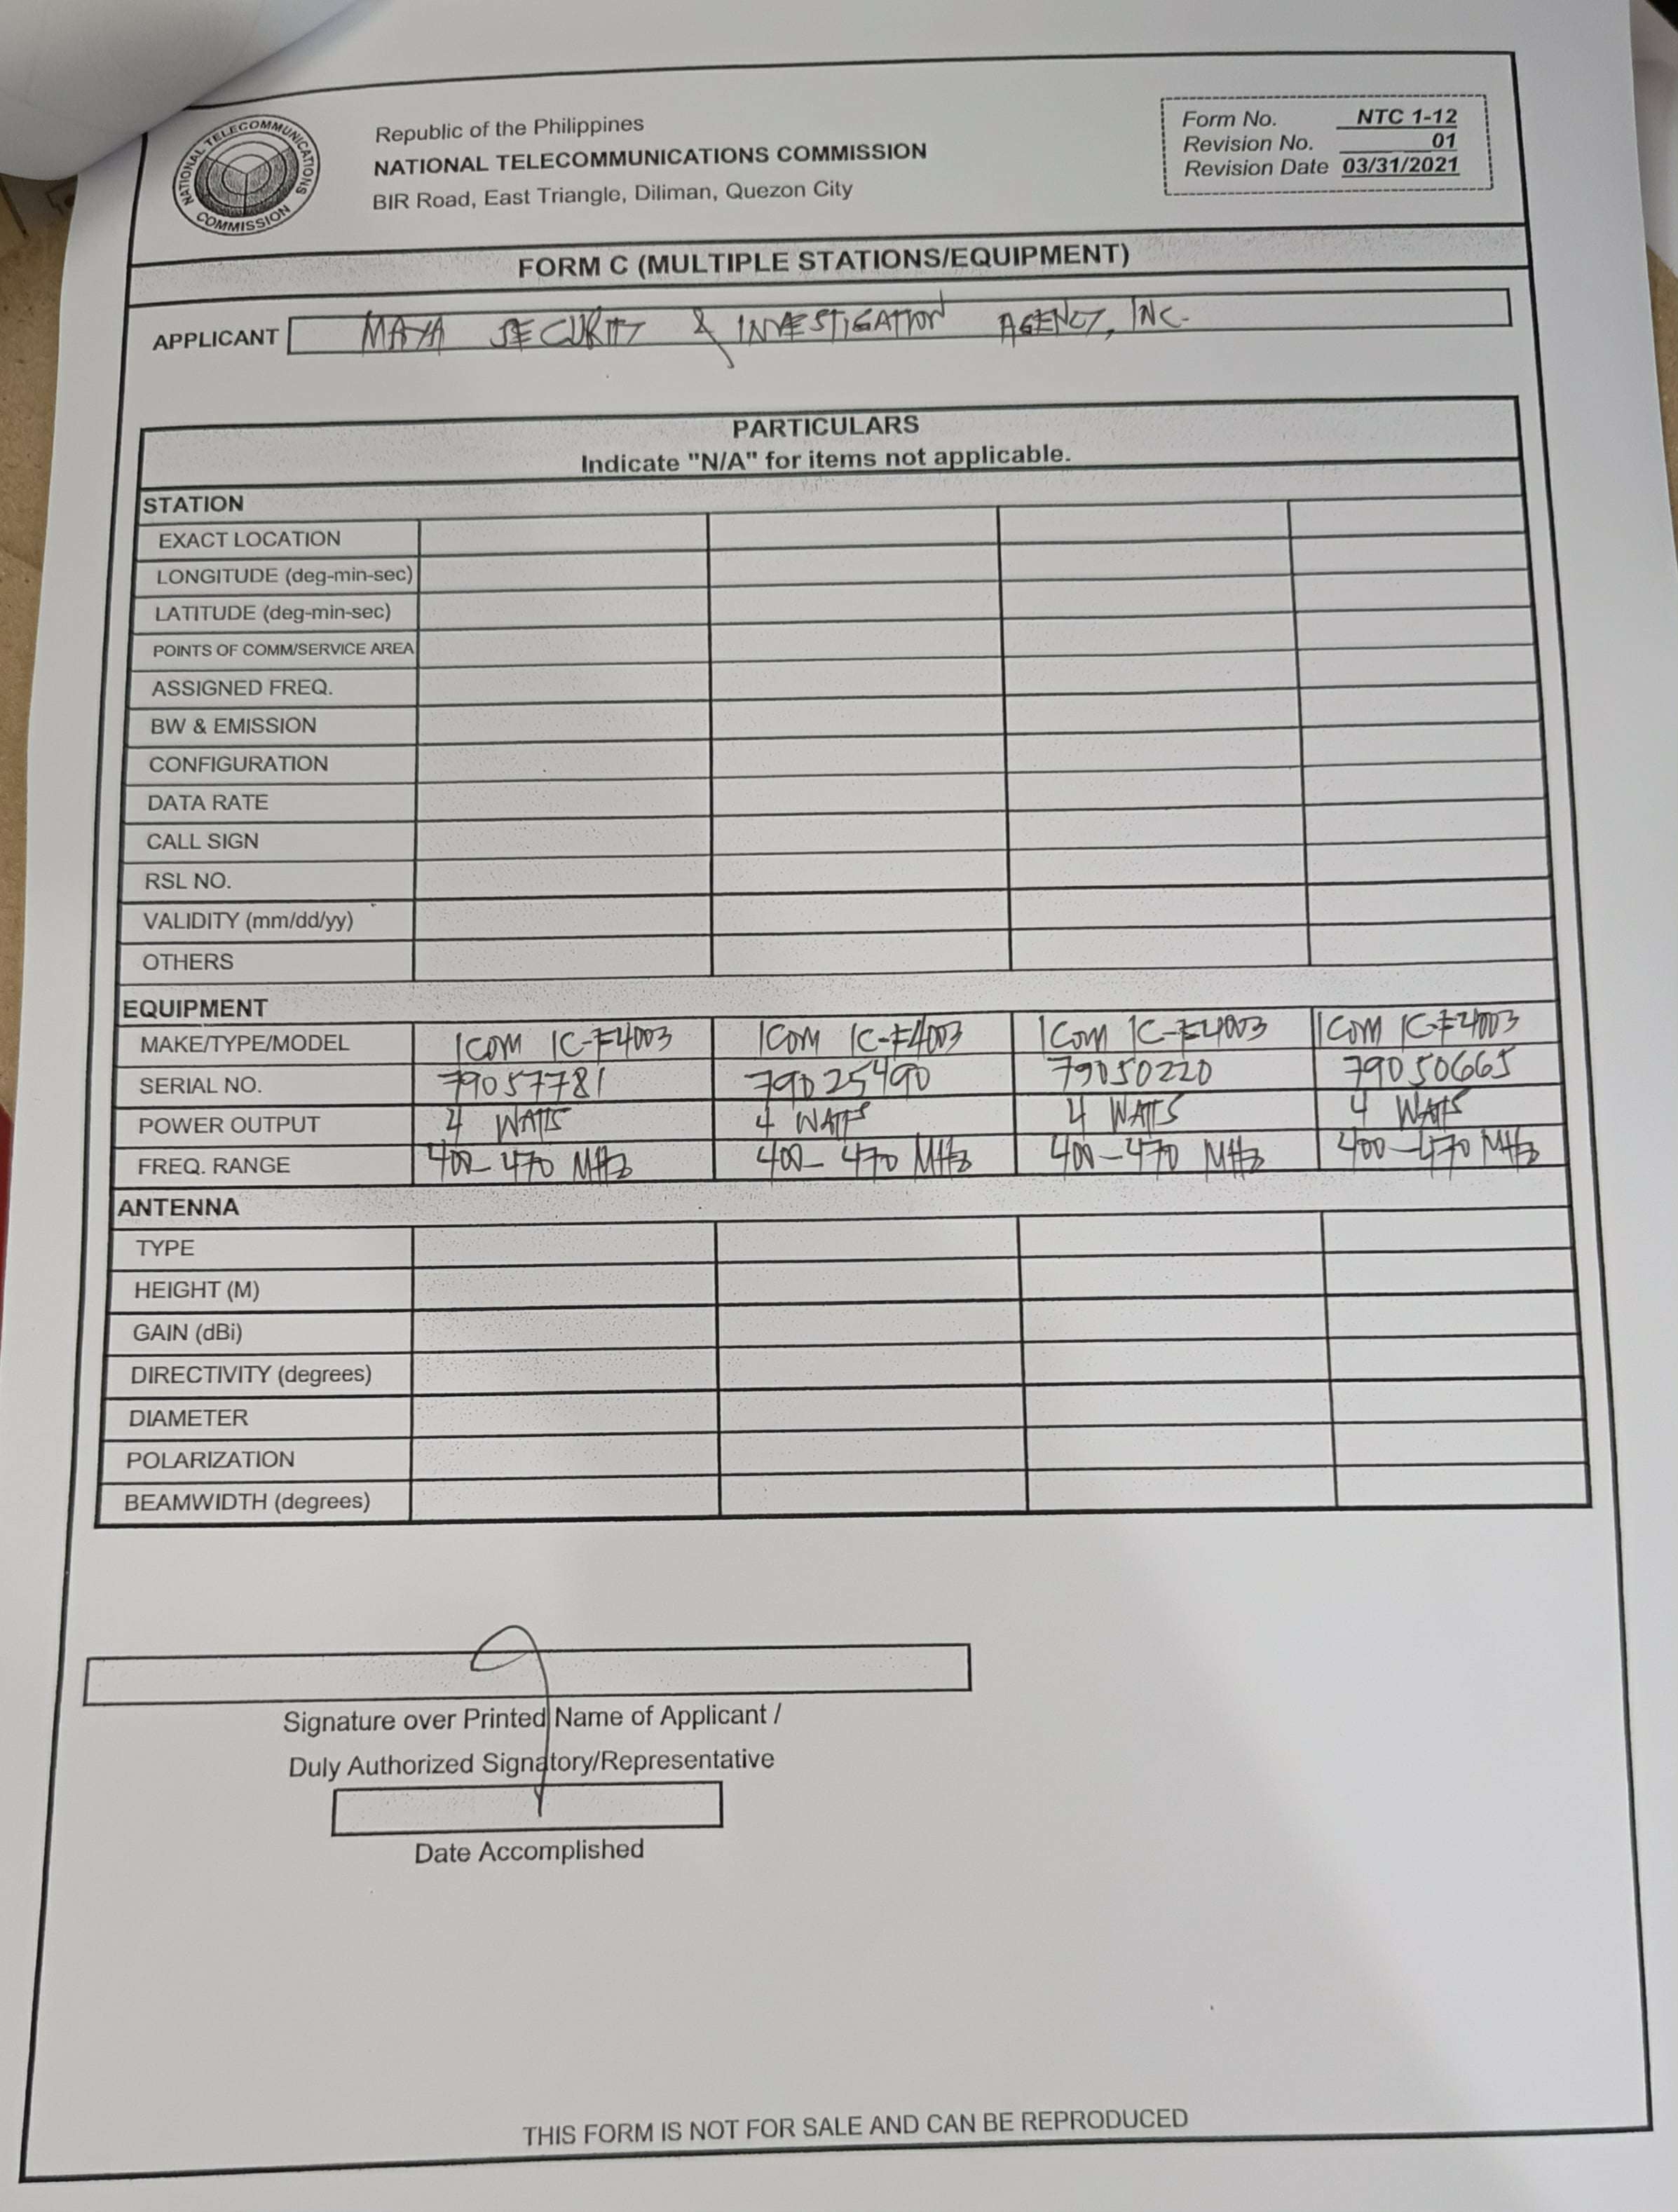 NATIONAL TELECOMMUNICATIONS COMMISSION
Republic of the Philippines
NATIONAL TELECOMMUNICATIONS COMMISSION
BIR Road, East Triangle, Diliman, Quezon City
Form No. NTC 1-12
Revision No. 01
Revision Date 03/31/2021
FORM C (MULTIPLE STATIONS/EQUIPMENT)
APPLICANT MAYA SECURITY & INVESTIGATION AGENCY, INC.
PARTICULARS
Indicate "N/A" for items not applicable.
STATION
EXACT LOCATION
LONGITUDE (deg-min-sec)
LATITUDE (deg-min-sec)
POINTS OF COMM/SERVICE AREA
ASSIGNED FREQ.
BW & EMISSION
CONFIGURATION
DATA RATE
CALL SIGN
RSL NO.
VALIDITY (mm/dd/yy)
OTHERS
EQUIPMENT
MAKE/TYPE/MODEL ICOM IC-F4003 ICOM IC-F4003 ICOM IC-F4003 ICOM IC-F4003
SERIAL NO. 79057781 79025490 79050220 79050665
POWER OUTPUT 4 WATTS 4 WATTS 4 WATTS 4 WATTS
FREQ. RANGE 400-470 MHz 400-470 MHz 400-470 MHz 400-470 MHz
ANTENNA
TYPE
HEIGHT (M)
GAIN (dBi)
DIRECTIVITY (degrees)
DIAMETER
POLARIZATION
BEAMWIDTH (degrees)
Signature over Printed Name of Applicant /
Duly Authorized Signatory/Representative
Date Accomplished
THIS FORM IS NOT FOR SALE AND CAN BE REPRODUCED